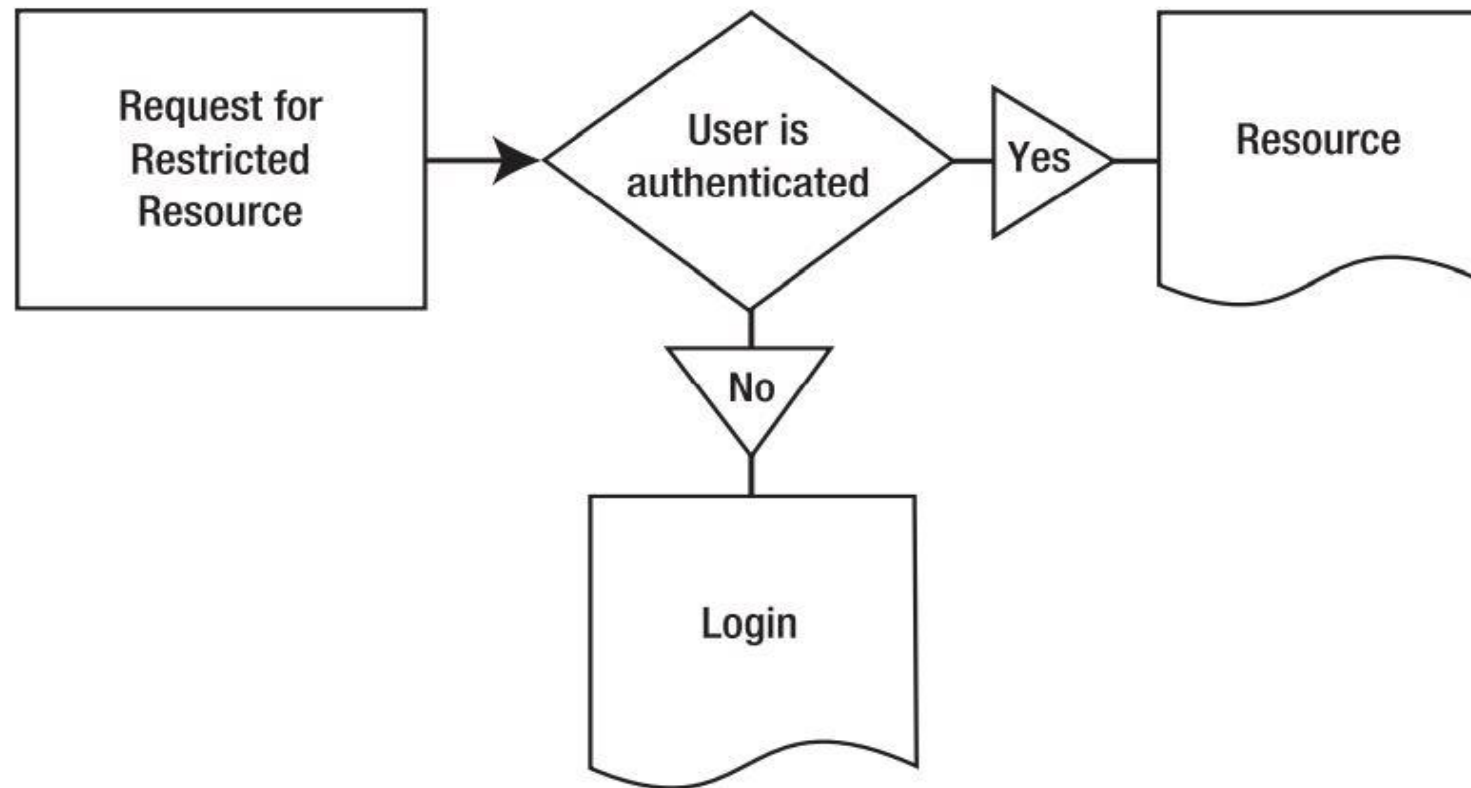 Request for
Restricted
Resource
User is
authenticated
Yes
Resource
No
Login